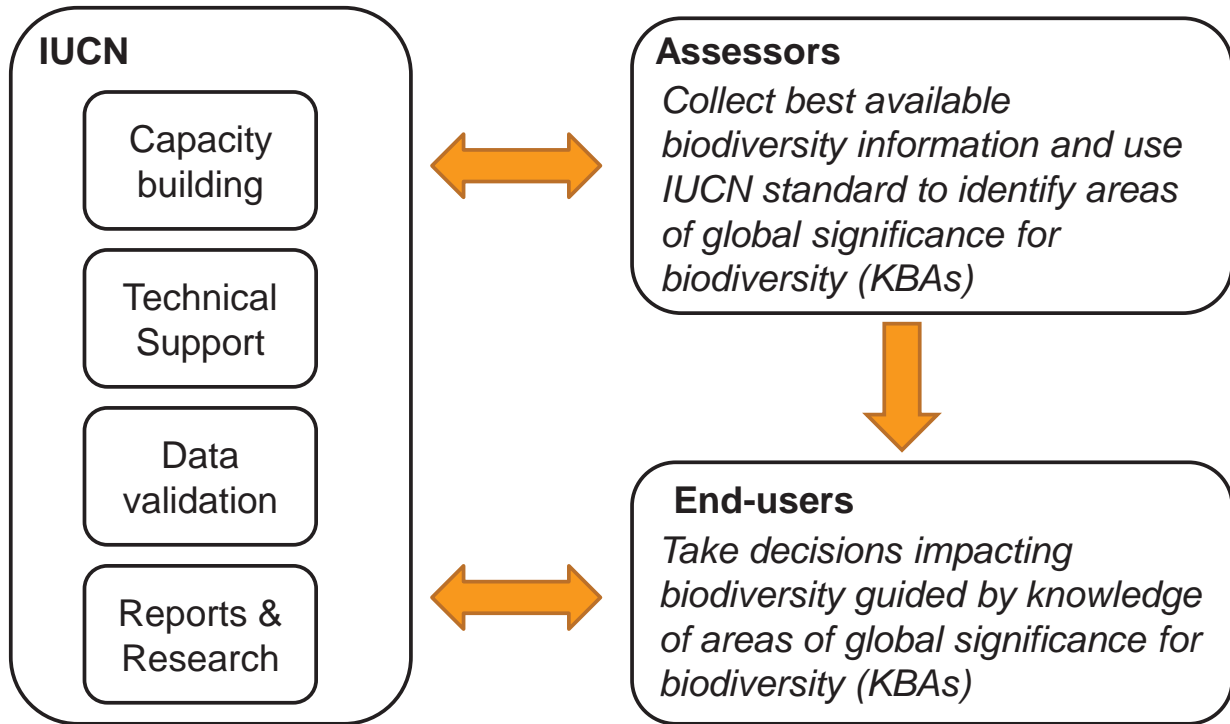 IUCN
Capacity
building
Technical
Support
Data
validation
Reports &
Research
Assessors
Collect best available
biodiversity information and use
IUCN standard to identify areas
of global significance for
biodiversity (KBAs)
End-users
Take decisions impacting
biodiversity guided by knowledge
of areas of global significance for
biodiversity (KBAs)